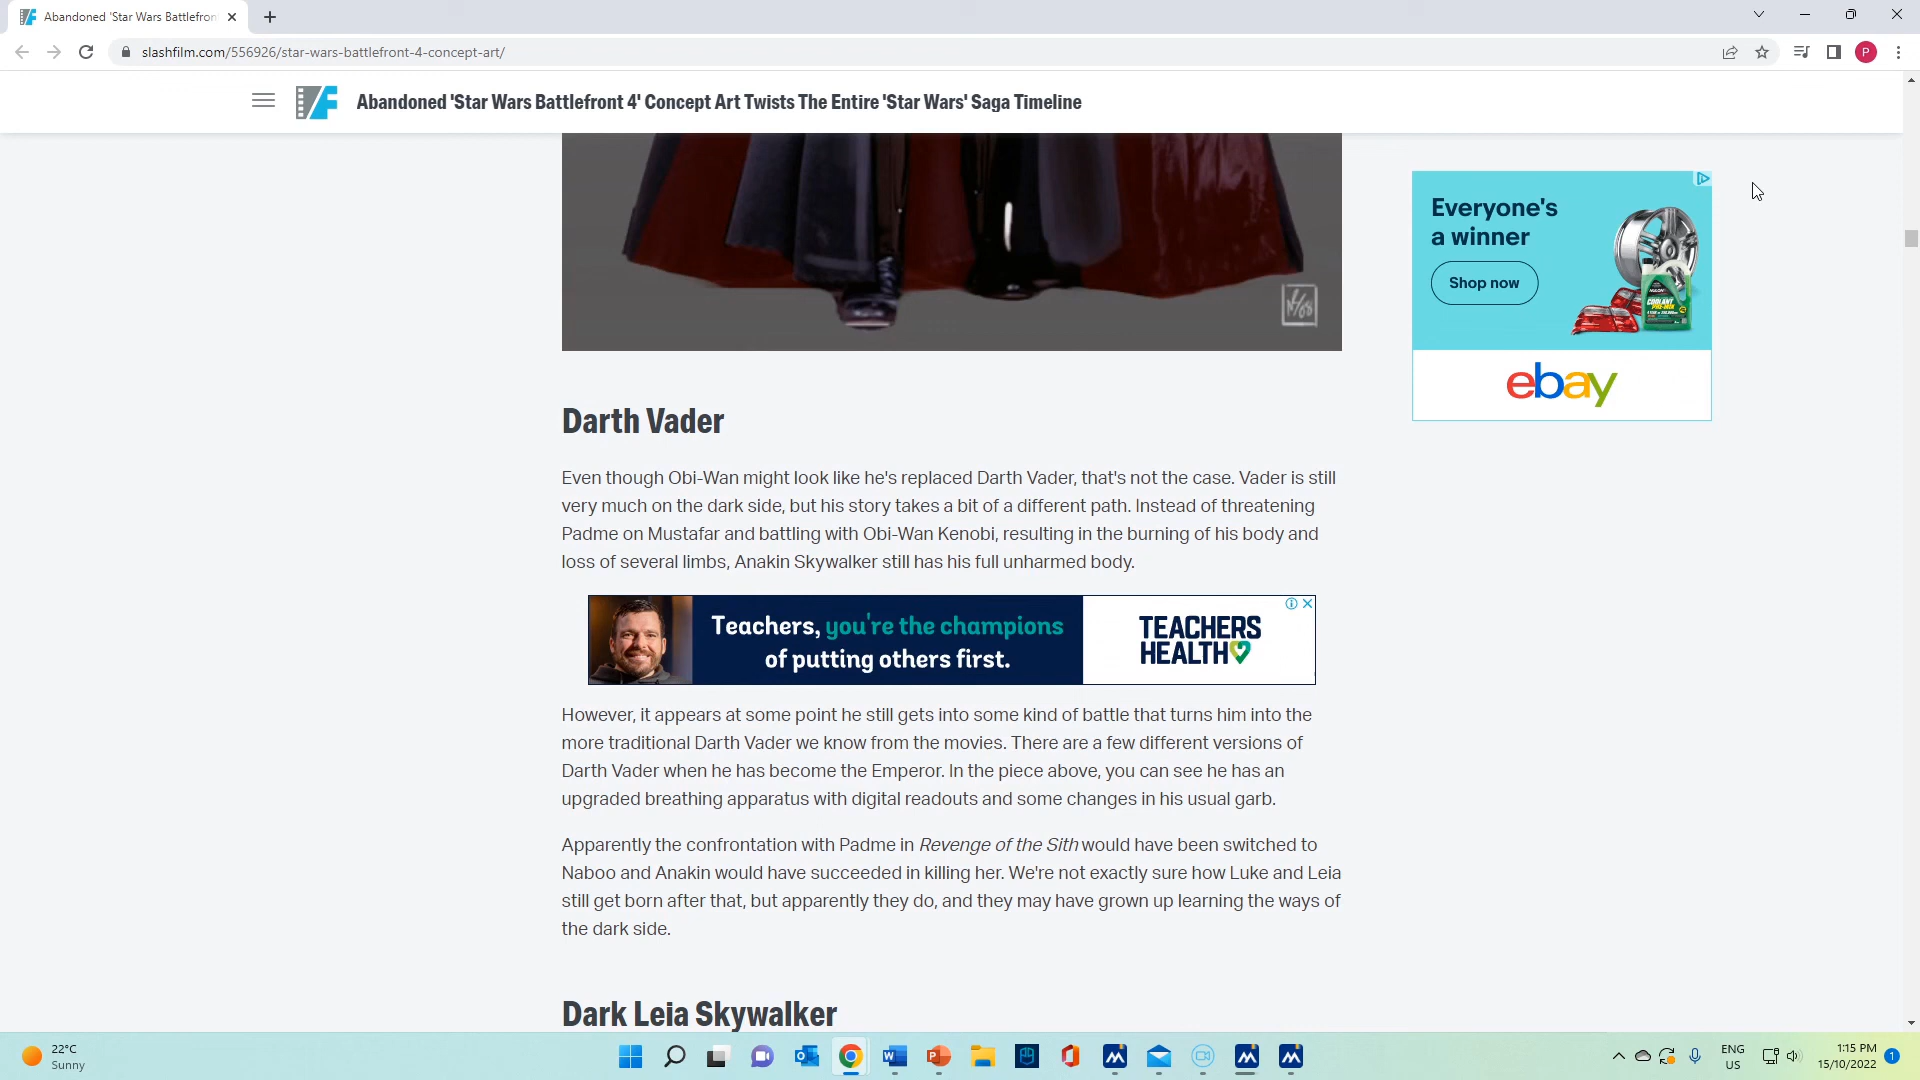 Abandoned 'Star Wars Battlefron
slashfilm.com/556926/star-wars-battlefront-4-concept-art/
P
Abandoned 'Star Wars Battlefront 4' Concept Art Twists The Entire 'Star Wars' Saga Timeline
Everyone's
a winner
Shop now
COOLANT
ebay
Darth Vader
Even though Obi-Wan might look like he's replaced Darth Vader, that's not the case. Vader is still
very much on the dark side, but his story takes a bit of a different path. Instead of threatening
Padme on Mustafar and battling with Obi-Wan Kenobi, resulting in the burning of his body and
loss of several limbs, Anakin Skywalker still has his full unharmed body.
Teachers, you're the champions
of putting others first.
TEACHERS
HEALTH
However, it appears at some point he still gets into some kind of battle that turns him into the
more traditional Darth Vader we know from the movies. There are a few different versions of
Darth Vader when he has become the Emperor. In the piece above, you can see he has an
upgraded breathing apparatus with digital readouts and some changes in his usual garb.
Apparently the confrontation with Padme in Revenge of the Sith would have been switched to
Naboo and Anakin would have succeeded in killing her. We're not exactly sure how Luke and Leia
still get born after that, but apparently they do, and they may have grown up learning the ways of
the dark side.
Dark Leia Skywalker
22°C
Sunny
ENG
US
1:15 PM
15/10/2022
1